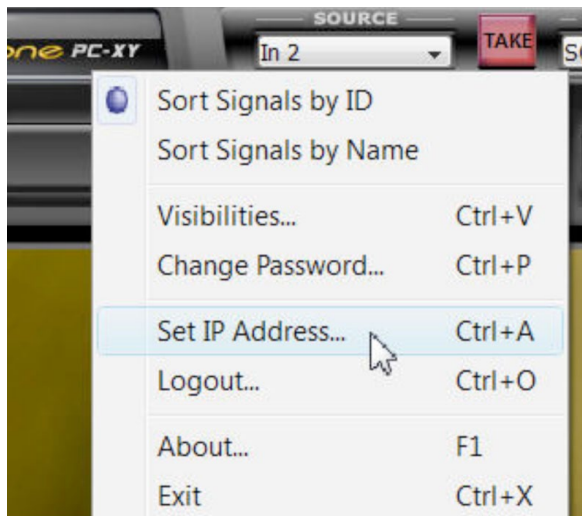 SOURCE
one PC-XY
In 2
TAKE
Sort Signals by ID
Sort Signals by Name
Visibilities... Ctrl+V
Change Password... Ctrl+P
Set IP Address... Ctrl+A
Logout... Ctrl+O
About... F1
Exit Ctrl+X